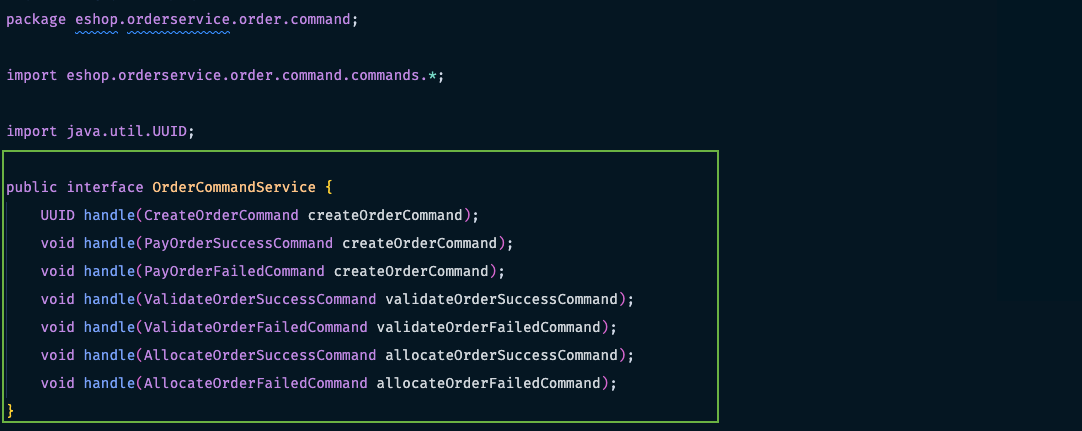 package eshop.orderservice.order.command;
import eshop.orderservice.order.command.commands.*;
import java.util.UUID;
public interface OrderCommandService {
UUID handle(CreateOrderCommand createOrderCommand);
void handle(PayOrderSuccessCommand createOrderCommand);
void handle(PayOrderFailedCommand createOrderCommand);
void handle(ValidateOrderSuccessCommand validateOrderSuccessCommand);
void handle(ValidateOrderFailedCommand validateOrderFailedCommand);
void handle(AllocateOrderSuccessCommand allocateOrderSuccessCommand);
void handle(AllocateOrderFailedCommand allocateOrderFailedCommand);
}